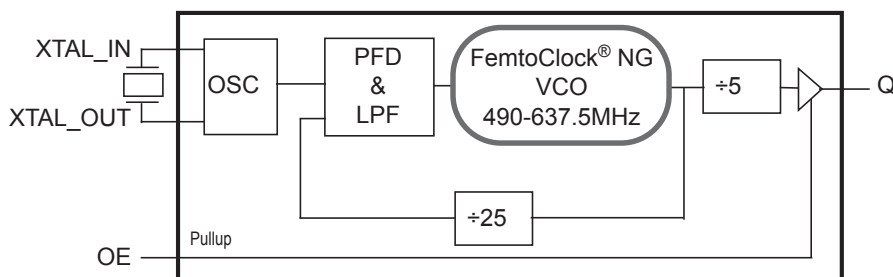 XTAL_IN
XTAL_OUT
OSC
PFD
&
LPF
FemtoClock® NG
VCO
490-637.5MHz
÷5
Q
÷25
Pullup
OE